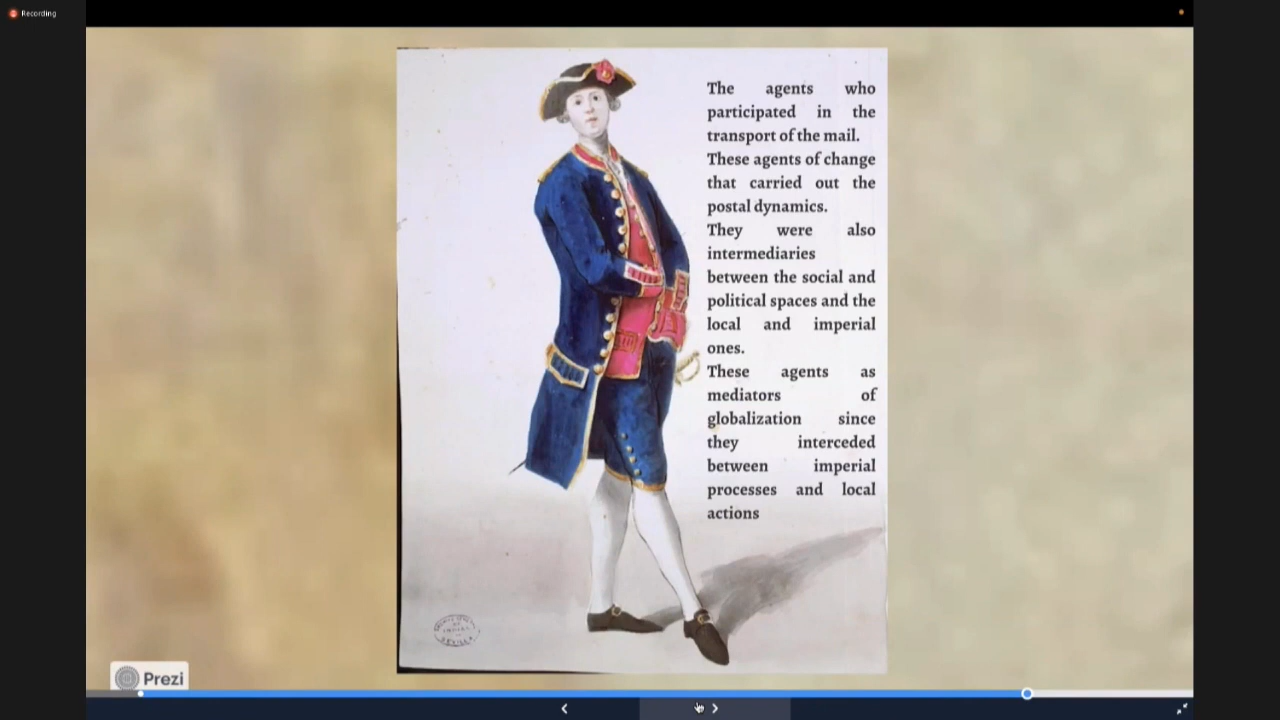 Recording
The agents who
participated in the
transport of the mail.
These agents of change
that carried out the
postal dynamics.
They were also
intermediaries
between the social and
political spaces and the
local and imperial
ones.
These agents as
mediators of
globalization since
they interceded
between imperial
processes and local
actions
INDIAS
SEVILLA
Prezi